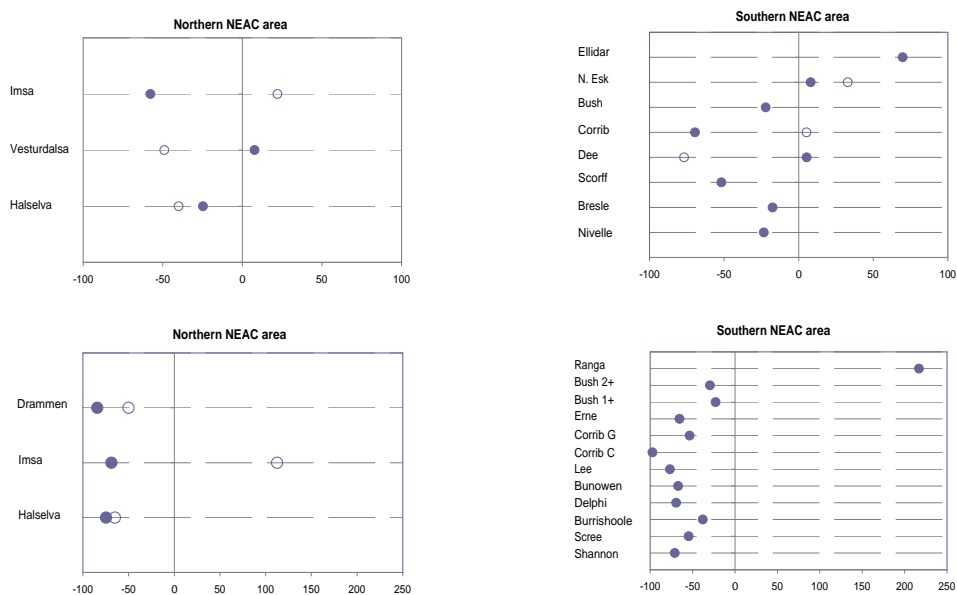 Northern NEAC area
Imsa
Vesturdalsa
Halselva
-100 -50 0 50 100
Southern NEAC area
Ellidar
N. Esk
Bush
Corrib
Dee
Scorff
Bresle
Nivelle
-100 -50 0 50 100
Northern NEAC area
Drammen
Imsa
Halselva
-100 -50 0 50 100 150 200 250
Southern NEAC area
Ranga
Bush 2+
Bush 1+
Erne
Corrib G
Corrib C
Lee
Bunowen
Delphi
Burrishoole
Scree
Shannon
-100 -50 0 50 100 150 200 250